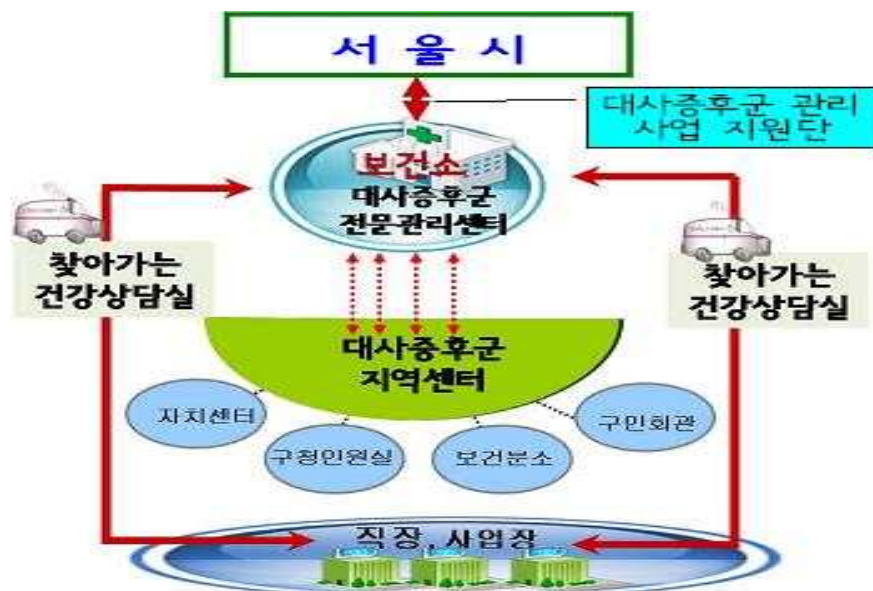 서 울 시
대사증후군 관리
사업 지원단
보건소
대사증후군
전문관리센터
찾아가는
건강상담실
찾아가는
건강상담실
대사증후군
지역센터
자치센터
구청민원실
보건분소
구민회관
직장, 사업장